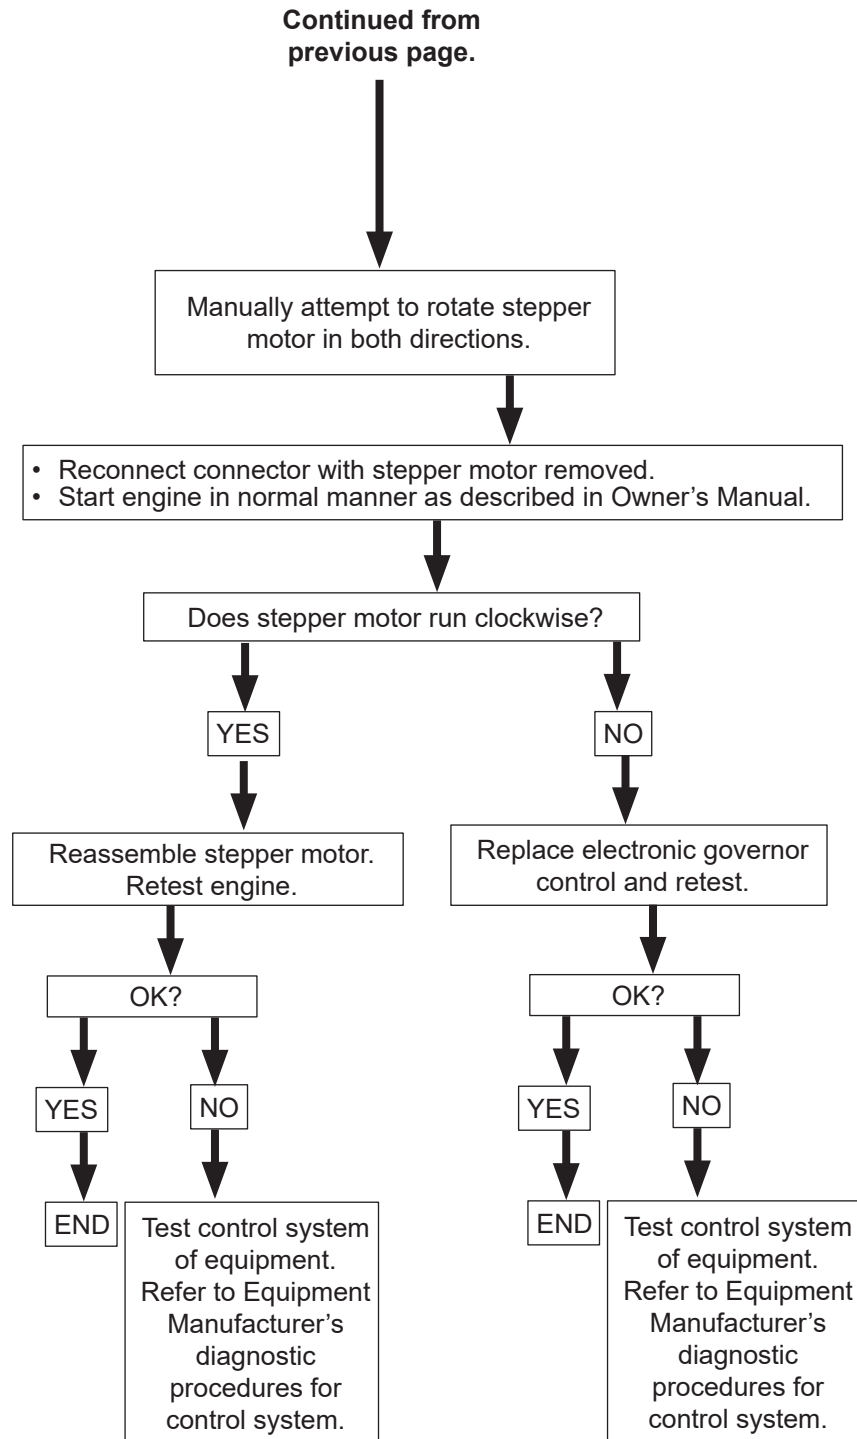 Continued from
previous page.
Manually attempt to rotate stepper
motor in both directions.
• Reconnect connector with stepper motor removed.
• Start engine in normal manner as described in Owner’s Manual.
Does stepper motor run clockwise?
YES
NO
Reassemble stepper motor.
Retest engine.
Replace electronic governor
control and retest.
OK?
OK?
YES
NO
YES
NO
END
Test control system
of equipment.
Refer to Equipment
Manufacturer’s
diagnostic
procedures for
control system.
END
Test control system
of equipment.
Refer to Equipment
Manufacturer’s
diagnostic
procedures for
control system.